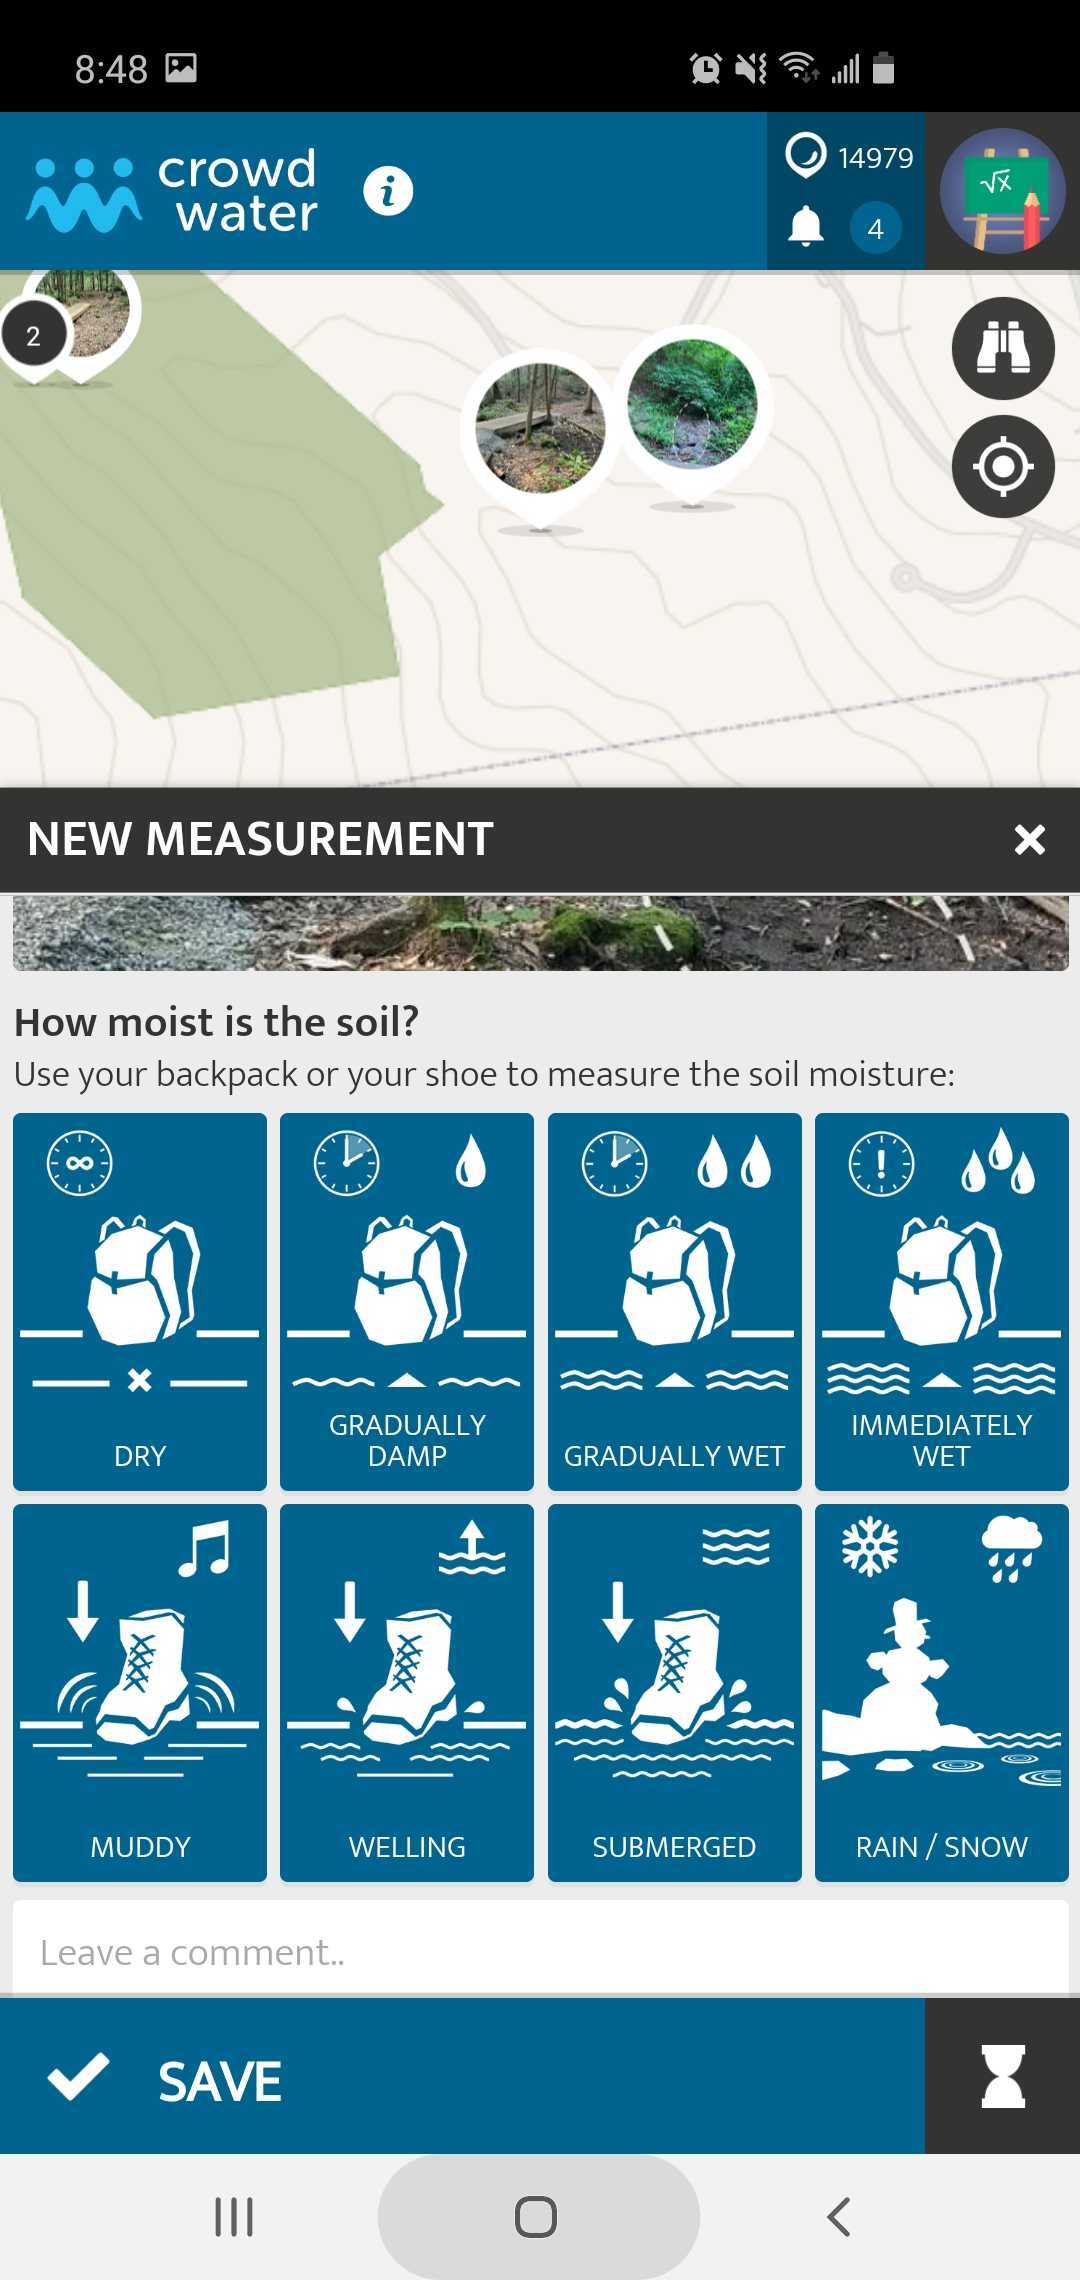 8:48
crowd
water
i
14979
4
√x
2
NEW MEASUREMENT
How moist is the soil?
Use your backpack or your shoe to measure the soil moisture:
DRY
GRADUALLY
DAMP
GRADUALLY WET
IMMEDIATELY
WET
MUDDY
WELLING
SUBMERGED
RAIN / SNOW
Leave a comment..
SAVE